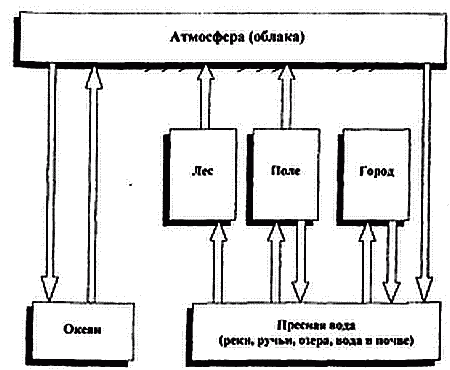 Атмосфера (облака)
Лес
Поле
Город
Океан
Пресная вода
(реки, ручьи, озера, вода в почве)